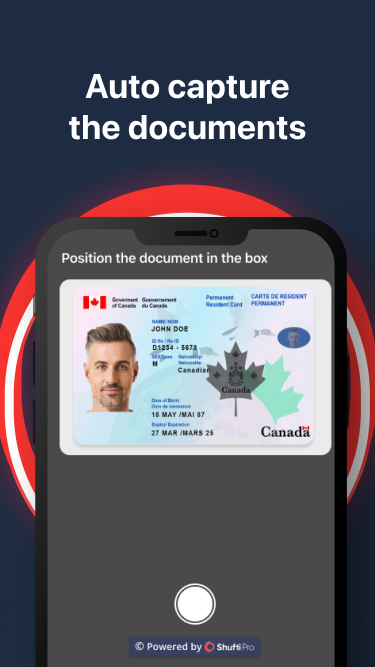 Auto capture
the documents
Position the document in the box
Government Gouvernement
of Canada du Canada
Permanent
Resident Card
CARTE DE RESIDENT
PERMANENT
NAME/ NOM
JOHN DOE
ID No / No ID
D1234 - 5678
SEX/Sexe
M
Nationality/
Nationalité
Canadian
Canada
Date of Birth/
Date de naissance
18 MAY /MAI 87
Expiry/ Expiration
27 MAR /MARS 25
Canada
© Powered by Shufti Pro